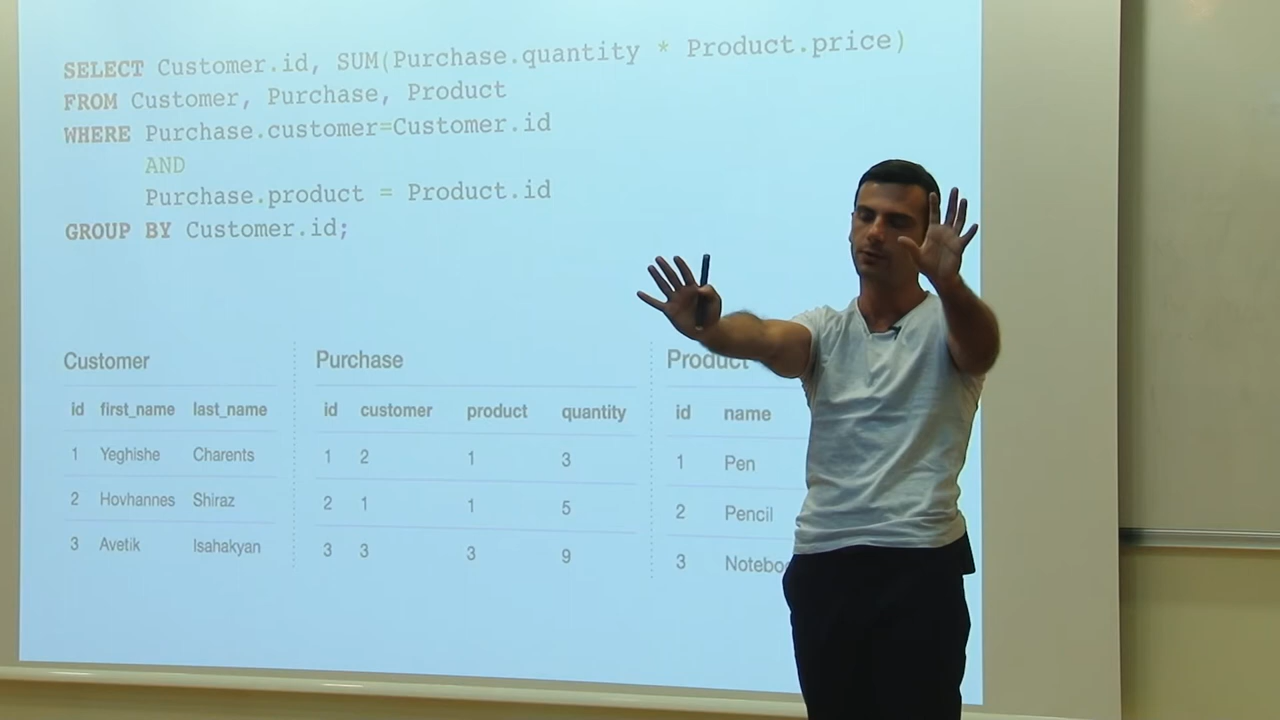 SELECT Customer.id, SUM(Purchase.quantity * Product.price)
FROM Customer, Purchase, Product
WHERE Purchase.customer=Customer.id
AND
Purchase.product = Product.id
GROUP BY Customer.id;
Customer
id first_name last_name
1 Yeghishe Charents
2 Hovhannes Shiraz
3 Avetik Isahakyan
Purchase
id customer product quantity
1 2 1 3
2 1 1 5
3 3 3 9
Product
id name
1 Pen
2 Pencil
3